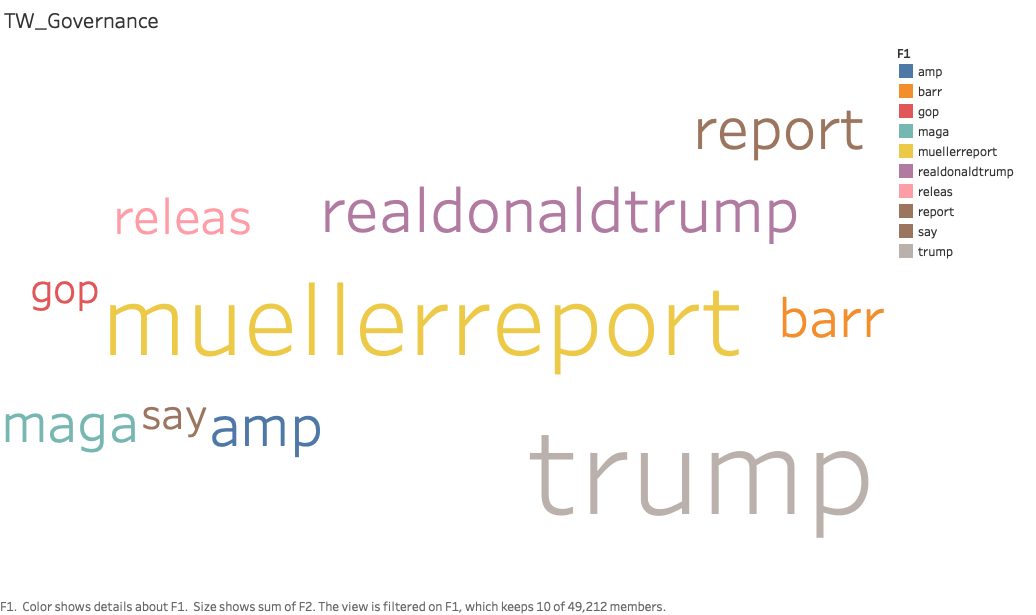 TW_Governance
report
releas
realdonaldtrump
gop
muellerreport
barr
maga
say
amp
trump
F1
amp
barr
gop
maga
muellerreport
realdonaldtrump
releas
report
say
trump
F1.  Color shows details about F1.  Size shows sum of F2. The view is filtered on F1, which keeps 10 of 49,212 members.